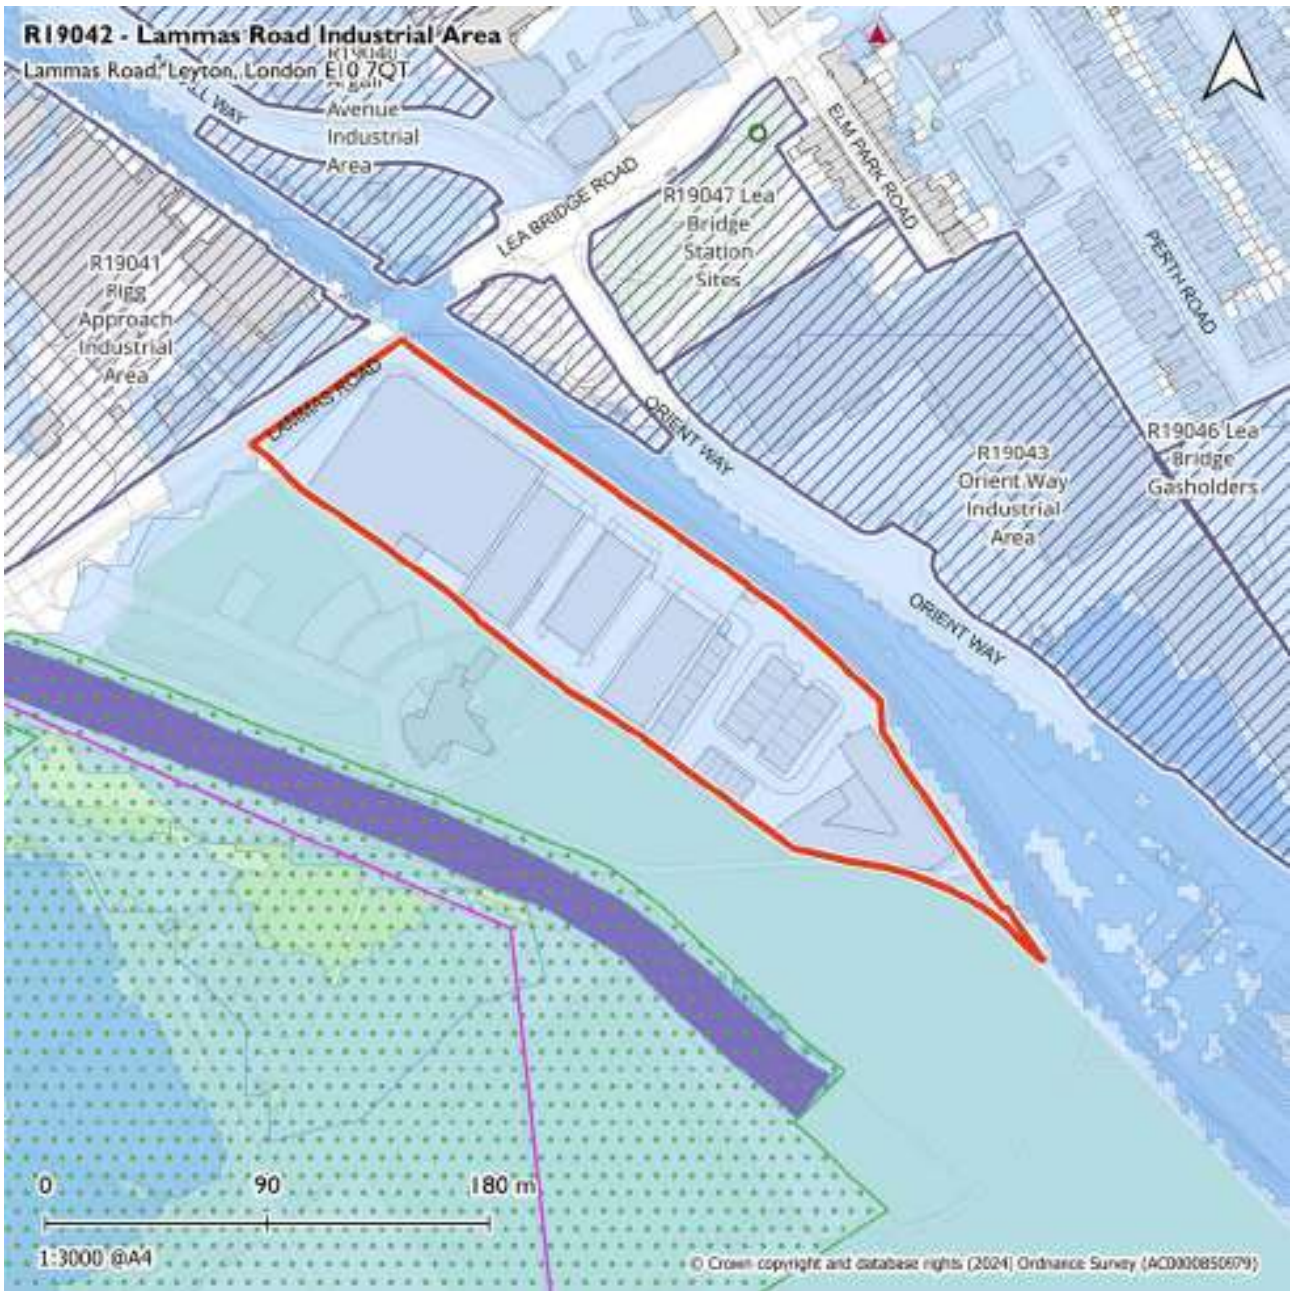 R19042 - Lammas Road Industrial Area
Lammas Road, Leyton, London E10 7QT
R19040
Argall
Avenue
Industrial
Area
LEA BRIDGE ROAD
ELM PARK ROAD
PERTH ROAD
R19047 Lea
Bridge
Station
Sites
R19041
Rigg
Approach
Industrial
Area
LAMMAS ROAD
ORIENT WAY
R19043
Orient Way
Industrial
Area
R19046 Lea
Bridge
Gasholders
ORIENT WAY
0 90 180 m
1:3000 @A4
© Crown copyright and database rights (2024) Ordnance Survey